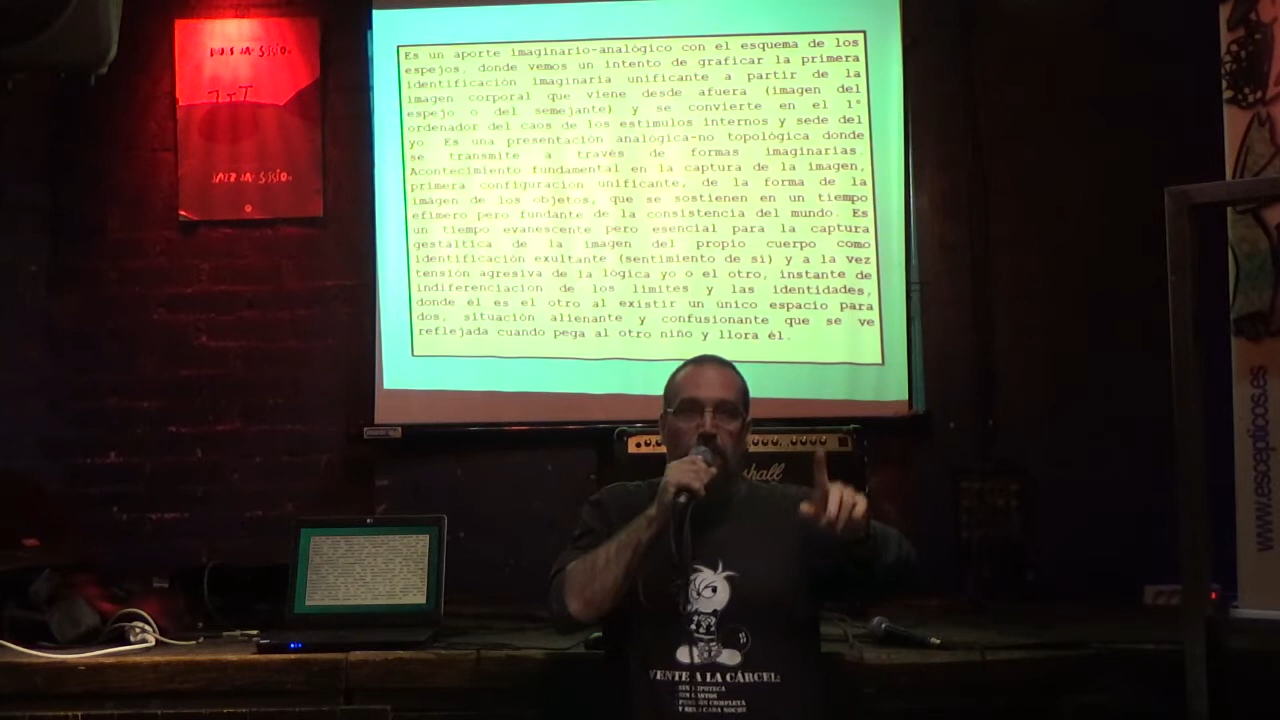 Es un aporte imaginario-analógico con el esquema de los
espejos, donde vemos un intento de graficar la primera
identificación imaginaria unificante a partir de la
imagen corporal que viene desde afuera (imagen del
espejo o del semejante) y se convierte en el 1°
ordenador del caos de los estímulos internos y sede del
yo. Es una presentación analógica-no topológica donde
se transmite a través de formas imaginarias.
Acontecimiento fundamental en la captura de la imagen,
primera configuración unificante, de la forma de la
imagen de los objetos, que se sostienen en un tiempo
efímero pero fundante de la consistencia del mundo. Es
un tiempo evanescente pero esencial para la captura
gestáltica de la imagen del propio cuerpo como
identificación exultante (sentimiento de sí) y a la vez
tensión agresiva de la lógica yo o el otro, instante de
indiferenciación de los límites y las identidades,
donde él es el otro al existir un único espacio para
dos, situación alienante y confusionante que se ve
reflejada cuando pega al otro niño y llora él.
JAZZ JA-SSÍO.
shall
www.escepticos.es
VENTE A LA CÁRCEL:
PENSIÓN COMPLETA
CADA NOCHE